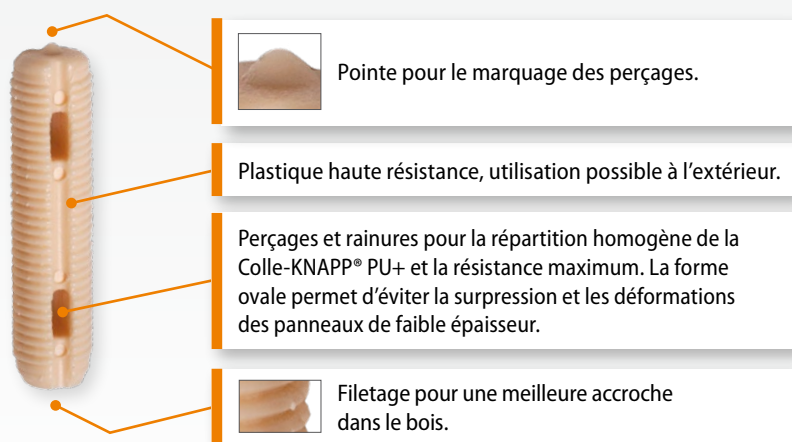 Pointe pour le marquage des perçages.
Plastique haute résistance, utilisation possible à l’extérieur.
Perçages et rainures pour la répartition homogène de la
Colle-KNAPP® PU+ et la résistance maximum. La forme
ovale permet d’éviter la surpression et les déformations
des panneaux de faible épaisseur.
Filetage pour une meilleure accroche
dans le bois.